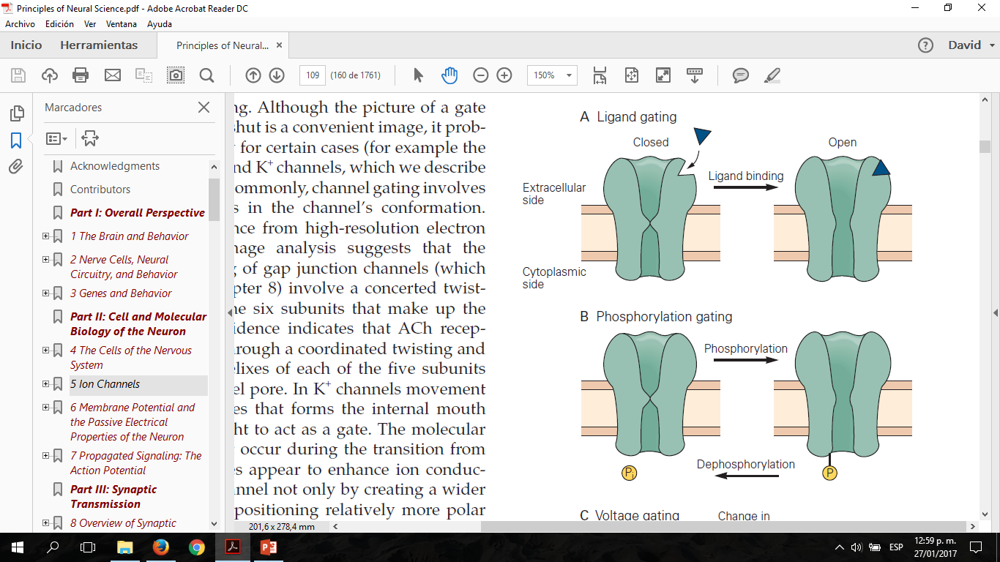 Principles of Neural Science.pdf - Adobe Acrobat Reader DC
Archivo Edición Ver Ventana Ayuda
Inicio Herramientas Principles of Neural... × David
109 (160 de 1761) 150%
Marcadores
Acknowledgments
Contributors
Part I: Overall Perspective
1 The Brain and Behavior
2 Nerve Cells, Neural
Circuitry, and Behavior
3 Genes and Behavior
Part II: Cell and Molecular
Biology of the Neuron
4 The Cells of the Nervous
System
5 Ion Channels
6 Membrane Potential and
the Passive Electrical
Properties of the Neuron
7 Propagated Signaling: The
Action Potential
Part III: Synaptic
Transmission
8 Overview of Synaptic
ng. Although the picture of a gate
shut is a convenient image, it prob-
for certain cases (for example the
nd K⁺ channels, which we describe
ommonly, channel gating involves
s in the channel's conformation.
nce from high-resolution electron
mage analysis suggests that the
g of gap junction channels (which
pter 8) involve a concerted twist-
ne six subunits that make up the
idence indicates that ACh recep-
hrough a coordinated twisting and
elixes of each of the five subunits
el pore. In K⁺ channels movement
es that forms the internal mouth
ht to act as a gate. The molecular
occur during the transition from
es appear to enhance ion conduc-
nnel not only by creating a wider
positioning relatively more polar
201,6 x 278,4 mm
A Ligand gating
Closed
Open
Ligand binding
Extracellular
side
Cytoplasmic
side
B Phosphorylation gating
Phosphorylation
Dephosphorylation
Pi
P
C Voltage gating
Change in
ESP
12:59 p. m.
27/01/2017